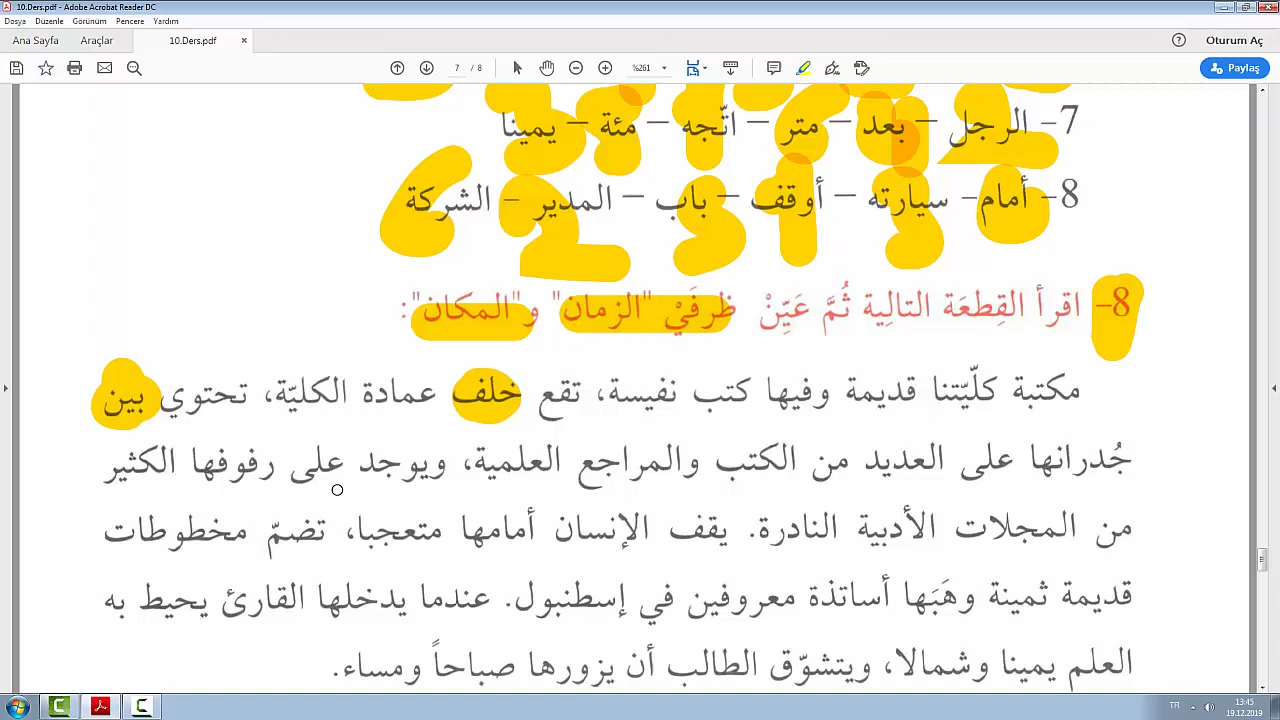 10.Ders.pdf - Adobe Acrobat Reader DC
Dosya Düzenle Görünüm Pencere Yardım
Ana Sayfa Araçlar 10.Ders.pdf × Oturum Aç
7 / 8 %261 Paylaş
7- الرجل – بعد – متر – اتّجه – مئة – يمينا
8- أمام- سيارته – أوقف – باب – المدير – الشركة
8- اقرأ القِطعَة التالِية ثُمَّ عَيِّنْ ظرفَيْ "الزمان" و"المكان":
مكتبة كلّيّتنا قديمة وفيها كتب نفيسة، تقع خلف عمادة الكليّة، تحتوي بين
جُدرانها على العديد من الكتب والمراجع العلمية، ويوجد على رفوفها الكثير
من المجلات الأدبية النادرة. يقف الإنسان أمامها متعجبا، تضمّ مخطوطات
قديمة ثمينة وهَبَها أساتذة معروفين في إسطنبول. عندما يدخلها القارئ يحيط به
العلم يمينا وشمالا، ويتشوّق الطالب أن يزورها صباحاً ومساء.
TR 13:45
19.12.2019